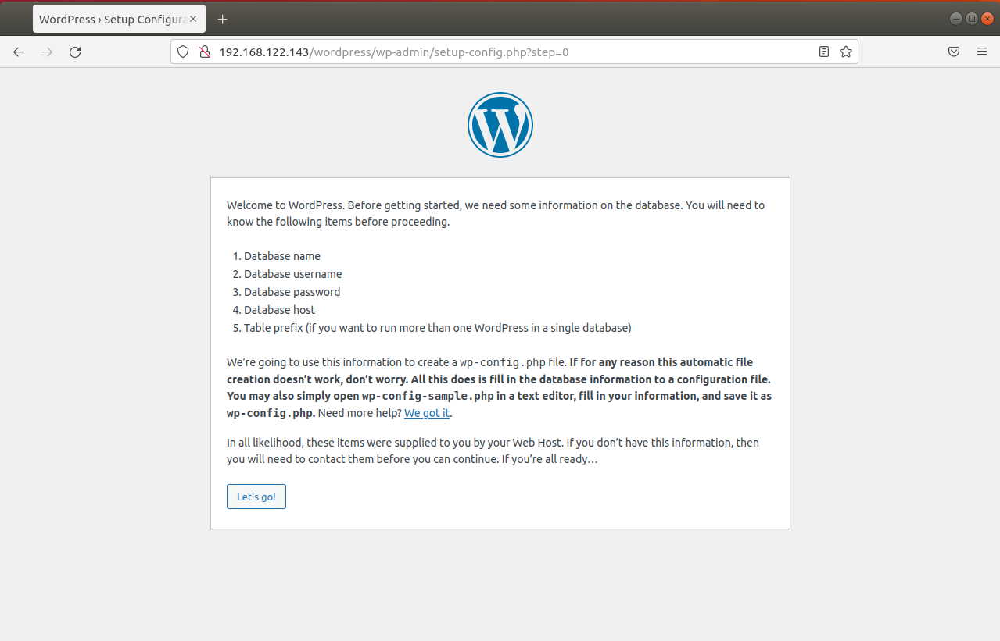 WordPress › Setup Configura
192.168.122.143/wordpress/wp-admin/setup-config.php?step=0
Welcome to WordPress. Before getting started, we need some information on the database. You will need to
know the following items before proceeding.
1. Database name
2. Database username
3. Database password
4. Database host
5. Table prefix (if you want to run more than one WordPress in a single database)
We’re going to use this information to create a wp-config.php file. If for any reason this automatic file
creation doesn’t work, don’t worry. All this does is fill in the database information to a configuration file.
You may also simply open wp-config-sample.php in a text editor, fill in your information, and save it as
wp-config.php. Need more help? We got it.
In all likelihood, these items were supplied to you by your Web Host. If you don’t have this information, then
you will need to contact them before you can continue. If you’re all ready…
Let’s go!